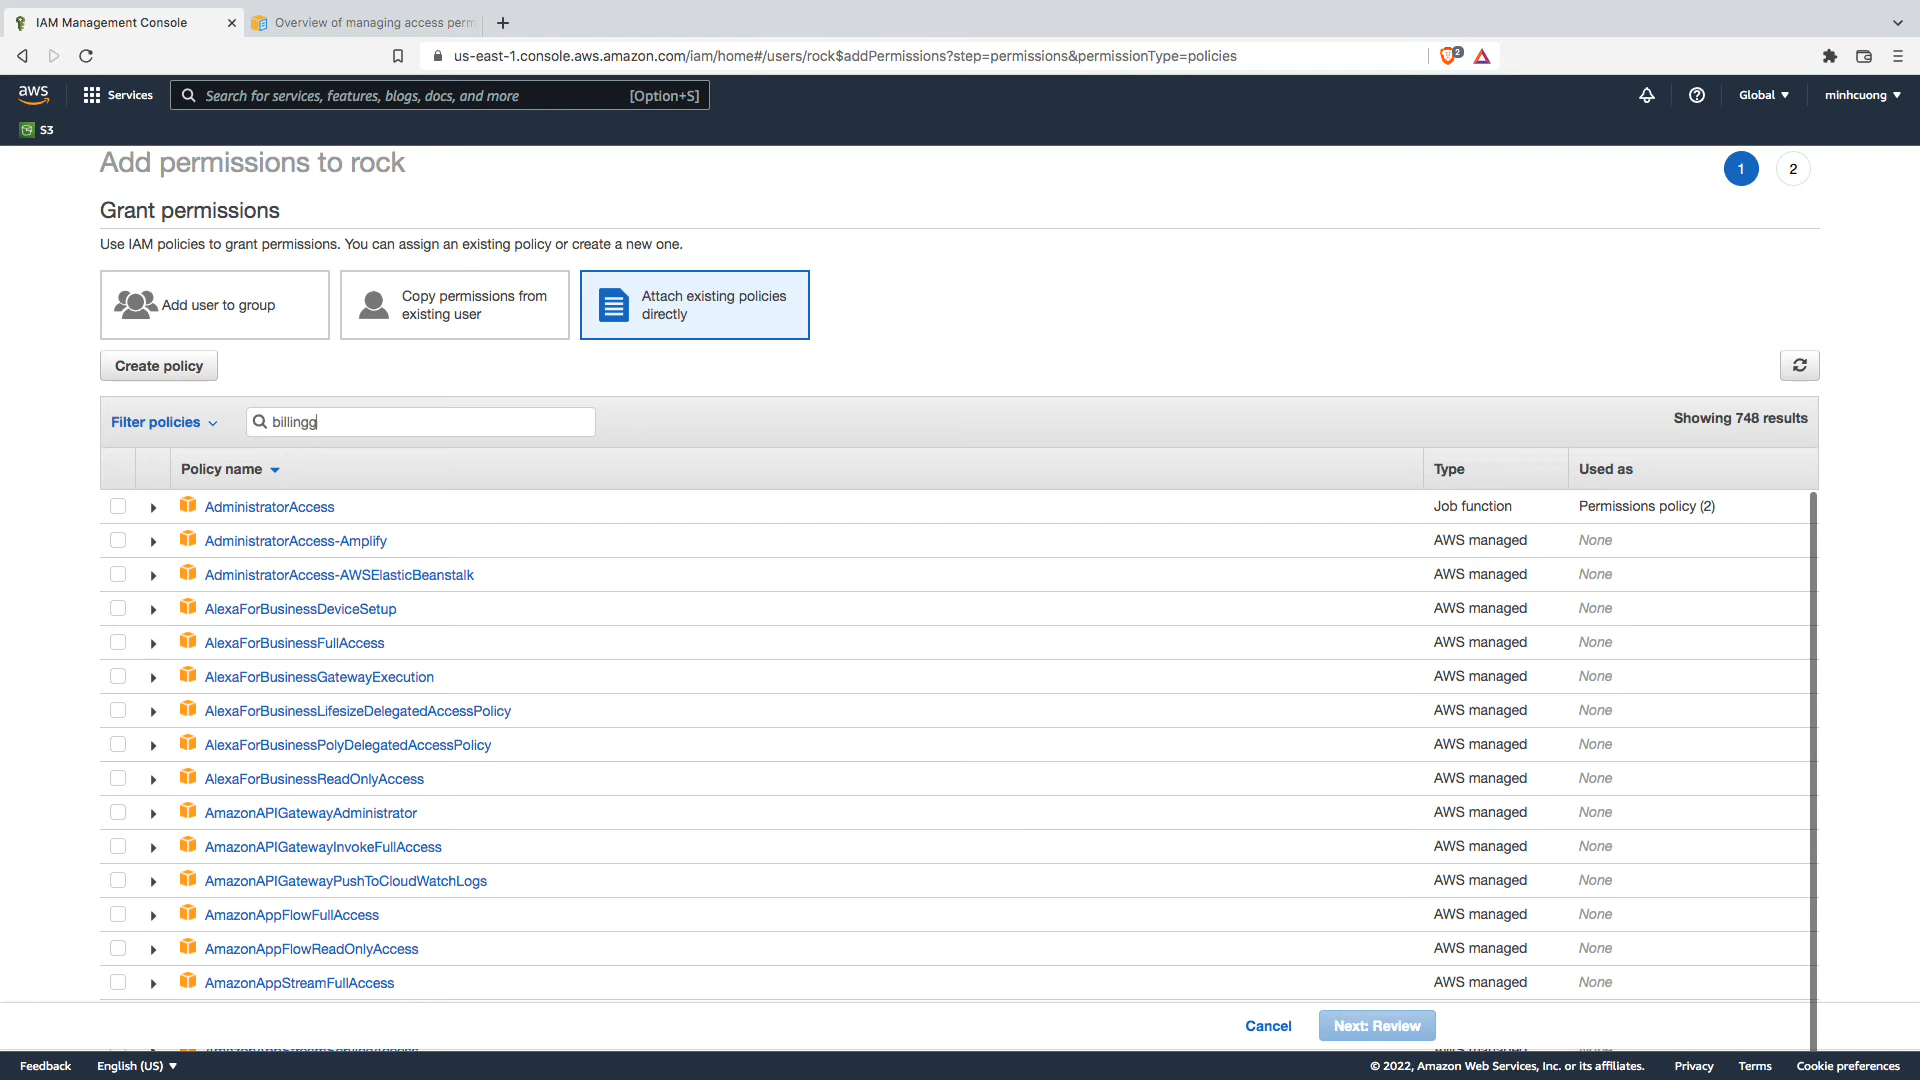 IAM Management Console
Overview of managing access perm
us-east-1.console.aws.amazon.com/iam/home#/users/rock$addPermissions?step=permissions&permissionType=policies
2
aws
Services
Search for services, features, blogs, docs, and more [Option+S]
Global
minhcuong
S3
Add permissions to rock
1
2
Grant permissions
Use IAM policies to grant permissions. You can assign an existing policy or create a new one.
Add user to group
Copy permissions from
existing user
Attach existing policies
directly
Create policy
Filter policies
billingg
Showing 748 results
Policy name Type Used as
AdministratorAccess Job function Permissions policy (2)
AdministratorAccess-Amplify AWS managed None
AdministratorAccess-AWSElasticBeanstalk AWS managed None
AlexaForBusinessDeviceSetup AWS managed None
AlexaForBusinessFullAccess AWS managed None
AlexaForBusinessGatewayExecution AWS managed None
AlexaForBusinessLifesizeDelegatedAccessPolicy AWS managed None
AlexaForBusinessPolyDelegatedAccessPolicy AWS managed None
AlexaForBusinessReadOnlyAccess AWS managed None
AmazonAPIGatewayAdministrator AWS managed None
AmazonAPIGatewayInvokeFullAccess AWS managed None
AmazonAPIGatewayPushToCloudWatchLogs AWS managed None
AmazonAppFlowFullAccess AWS managed None
AmazonAppFlowReadOnlyAccess AWS managed None
AmazonAppStreamFullAccess AWS managed None
Cancel
Next: Review
Feedback
English (US)
© 2022, Amazon Web Services, Inc. or its affiliates.
Privacy
Terms
Cookie preferences